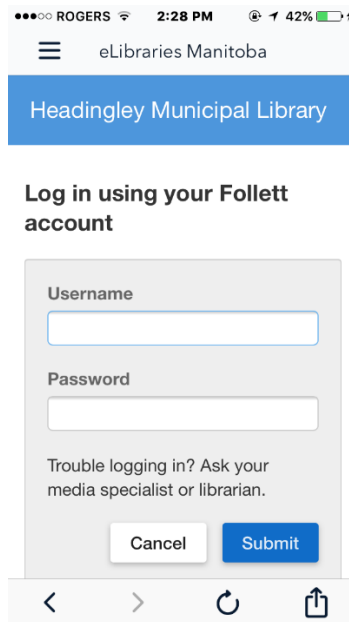 ROGERS 2:28 PM 42%
eLibraries Manitoba
Headingley Municipal Library
Log in using your Follett
account
Username
Password
Trouble logging in? Ask your
media specialist or librarian.
Cancel Submit